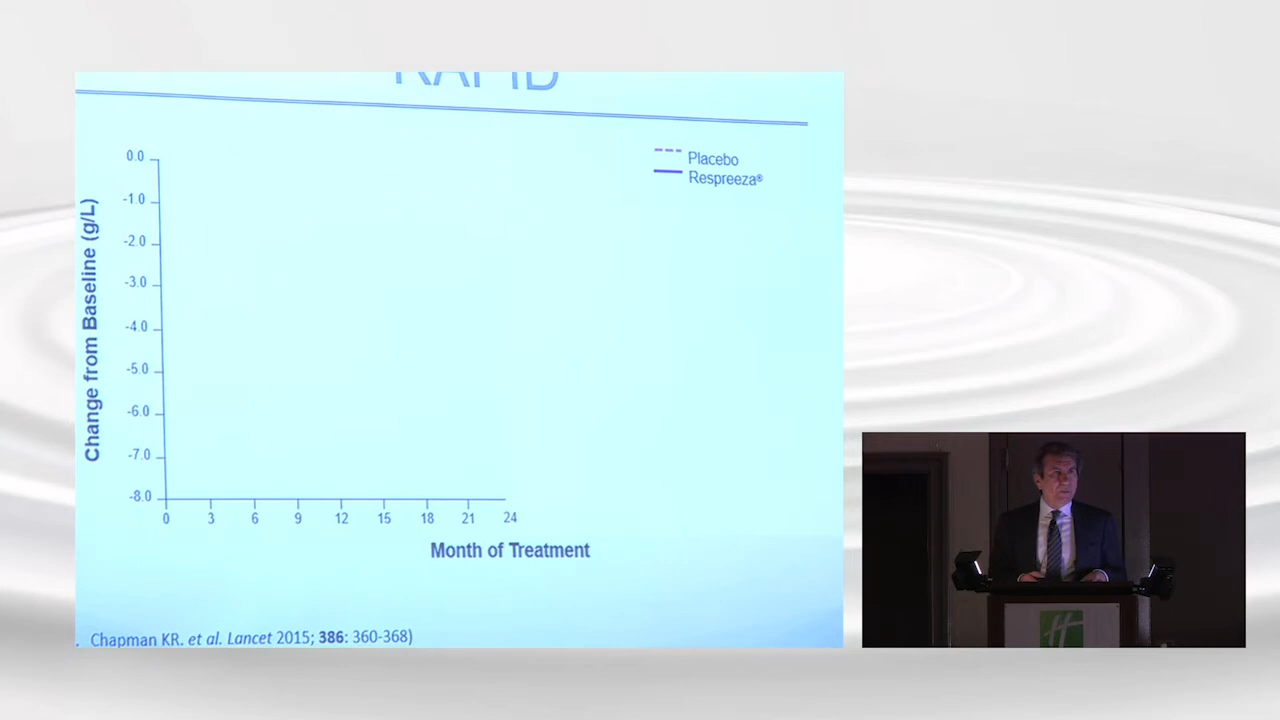 RAPID
Placebo
Respreeza®
Change from Baseline (g/L)
0.0
-1.0
-2.0
-3.0
-4.0
-5.0
-6.0
-7.0
-8.0
0 3 6 9 12 15 18 21 24
Month of Treatment
. Chapman KR. et al. Lancet 2015; 386: 360-368)